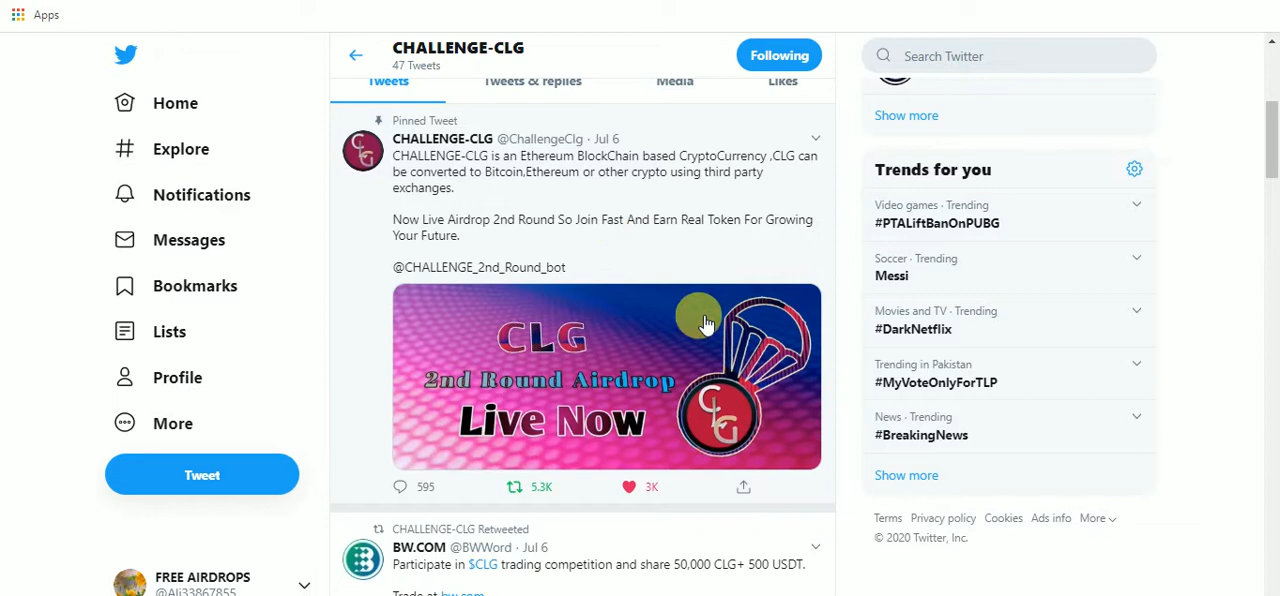 Apps
CHALLENGE-CLG
47 Tweets
Following
Search Twitter
Tweets
Tweets & replies
Media
Likes
Home
Explore
Notifications
Messages
Bookmarks
Lists
Profile
More
Tweet
FREE AIRDROPS
@Ali33867855
Pinned Tweet
CHALLENGE-CLG @ChallengeClg · Jul 6
CHALLENGE-CLG is an Ethereum BlockChain based CryptoCurrency ,CLG can
be converted to Bitcoin,Ethereum or other crypto using third party
exchanges.
Now Live Airdrop 2nd Round So Join Fast And Earn Real Token For Growing
Your Future.
@CHALLENGE_2nd_Round_bot
CLG
2nd Round Airdrop
Live Now
CLG
595
5.3K
3K
CHALLENGE-CLG Retweeted
BW.COM @BWWord · Jul 6
Participate in $CLG trading competition and share 50,000 CLG+ 500 USDT.
Trade at bw.com
Show more
Trends for you
Video games · Trending
#PTALiftBanOnPUBG
Soccer · Trending
Messi
Movies and TV · Trending
#DarkNetflix
Trending in Pakistan
#MyVoteOnlyForTLP
News · Trending
#BreakingNews
Show more
Terms Privacy policy Cookies Ads info More
© 2020 Twitter, Inc.